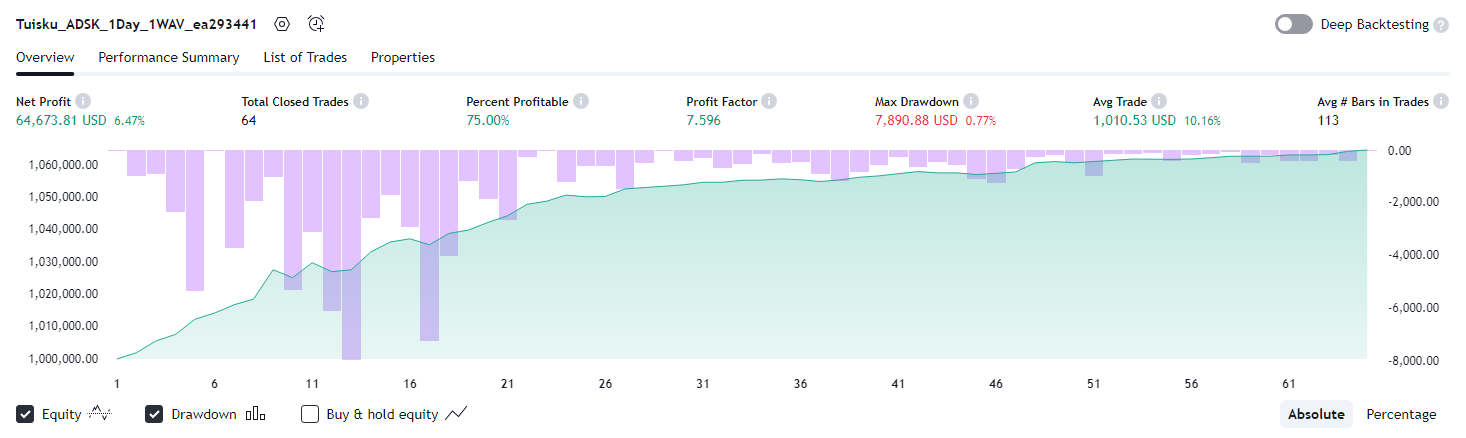 Tuisku_ADSK_1Day_1WAV_ea293441 Deep Backtesting ?
Overview Performance Summary List of Trades Properties
Net Profit i Total Closed Trades i Percent Profitable i Profit Factor i Max Drawdown i Avg Trade i Avg # Bars in Trades i
64,673.81 USD 6.47% 64 75.00% 7.596 7,890.88 USD 0.77% 1,010.53 USD 10.16% 113
1,060,000.00 0.00
1,050,000.00 -2,000.00
1,040,000.00
1,030,000.00 -4,000.00
1,020,000.00 -6,000.00
1,010,000.00
1,000,000.00 -8,000.00
1 6 11 16 21 26 31 36 41 46 51 56 61
Equity Drawdown Buy & hold equity Absolute Percentage